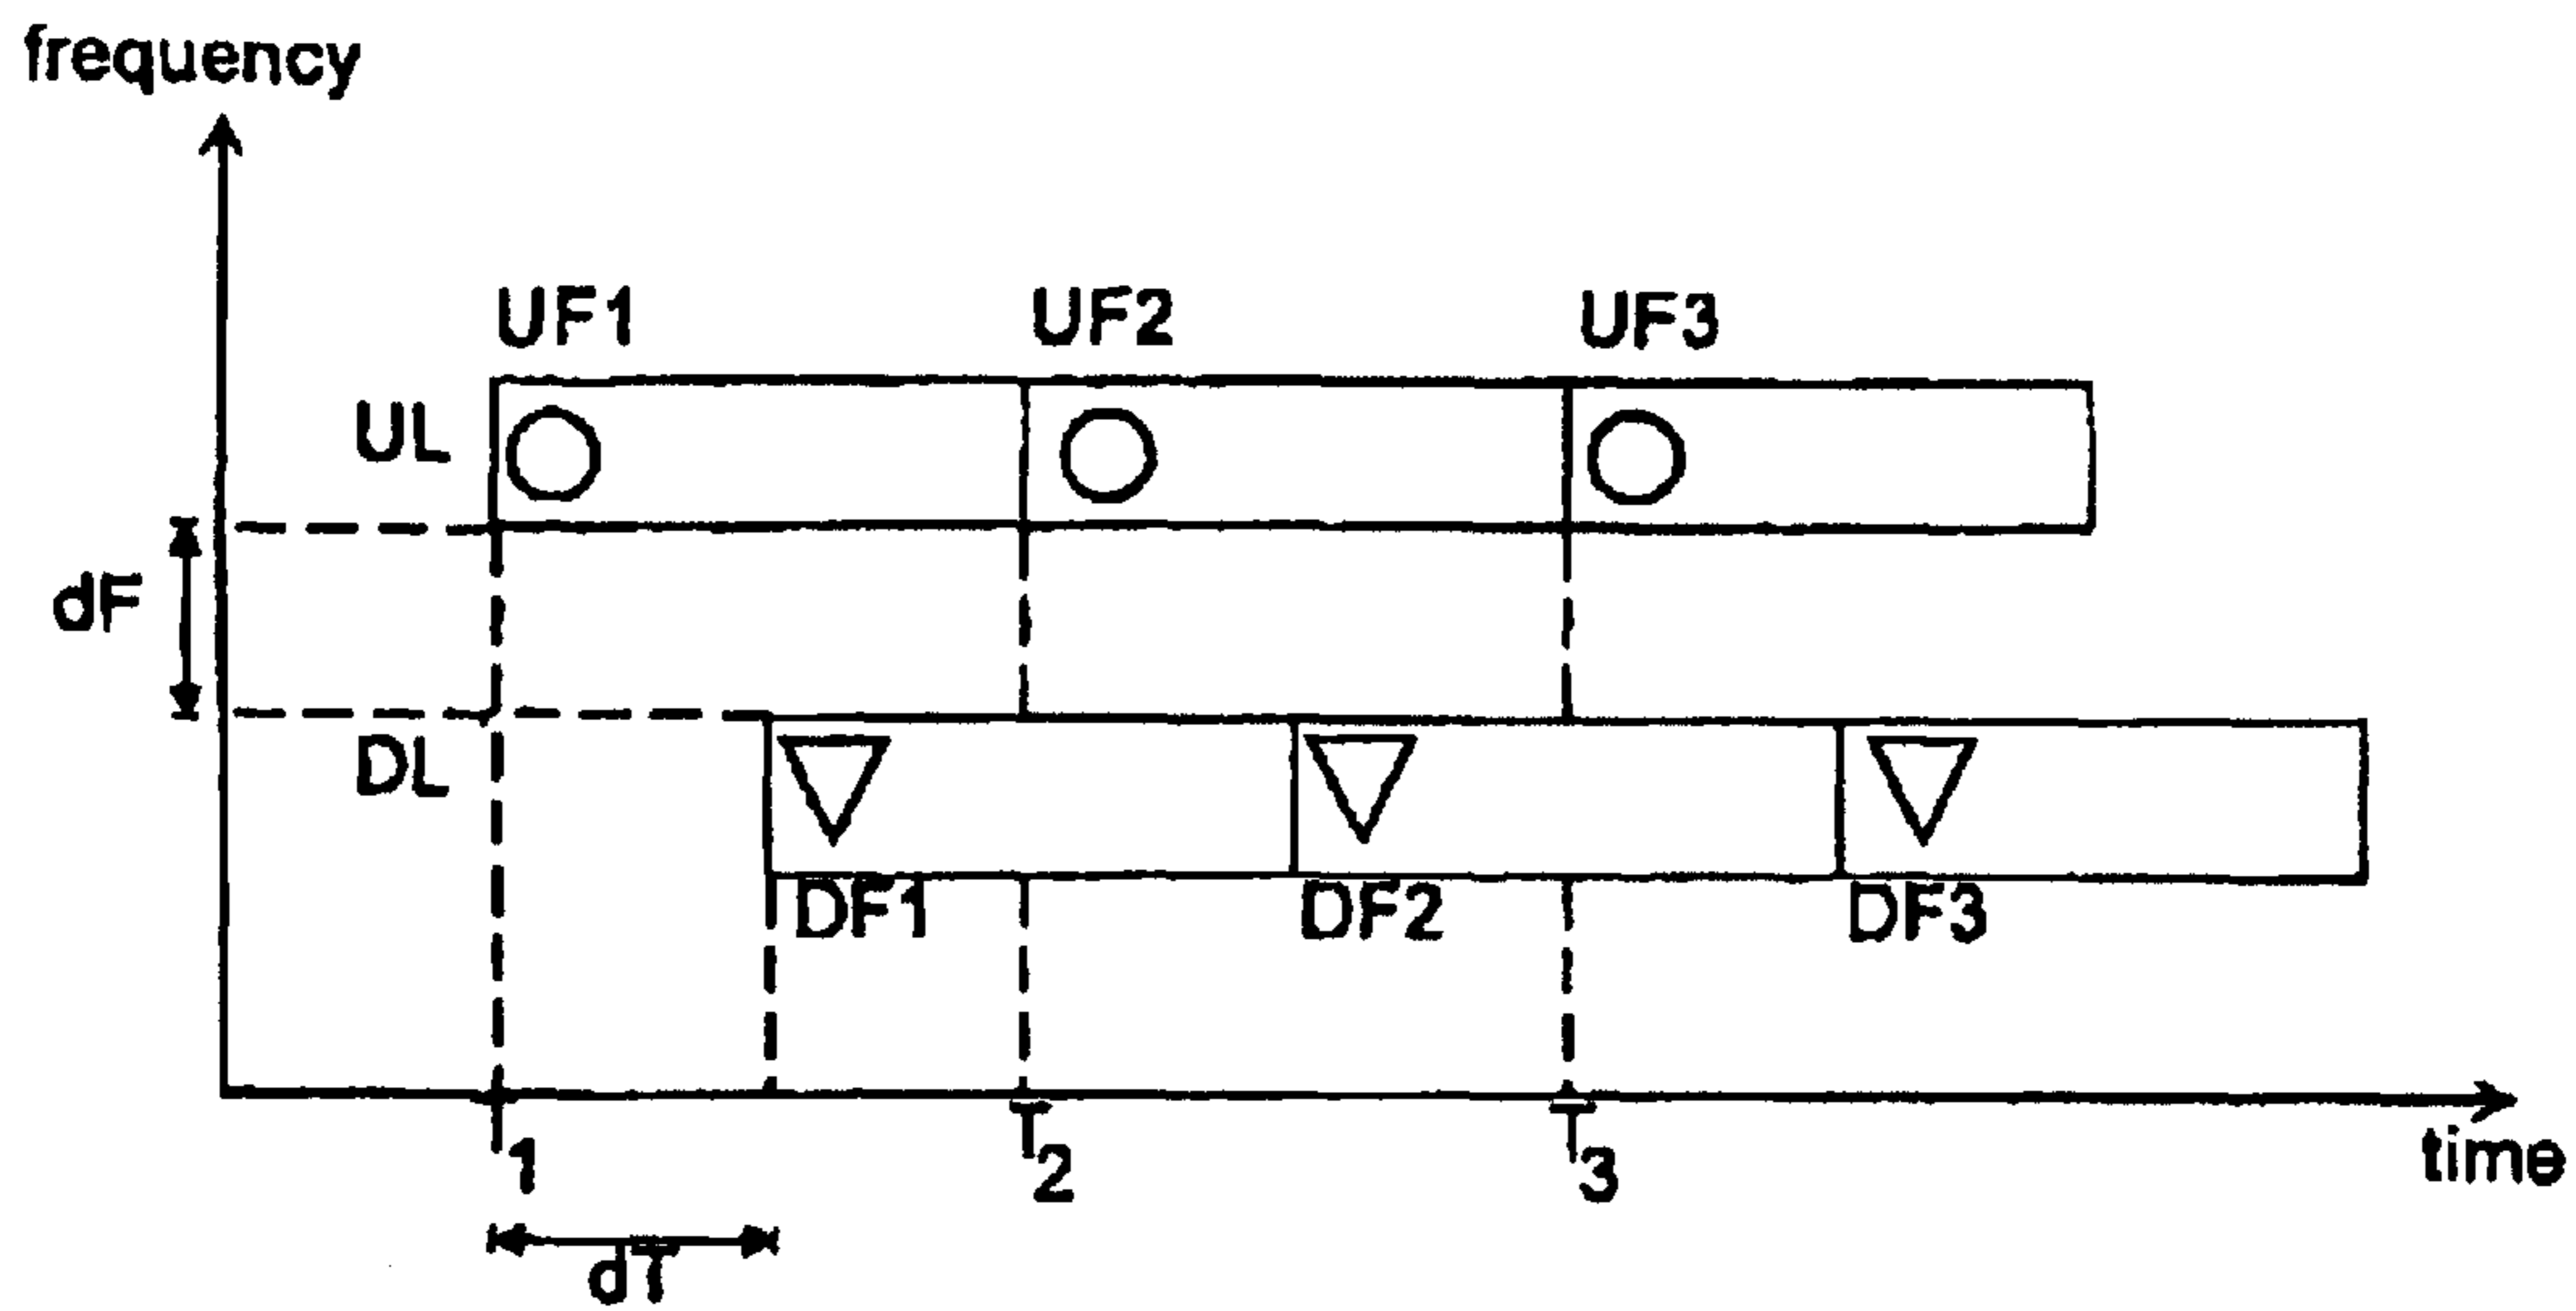 frequency
UF1 UF2 UF3
UL
dF
DL
DF1 DF2 DF3
T1 T2 T3
time
dT